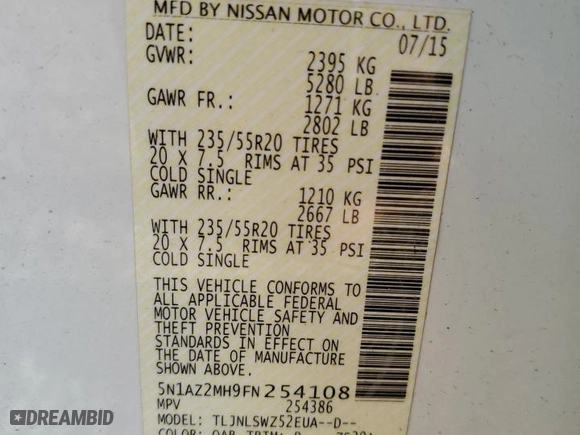 MFD BY NISSAN MOTOR CO., LTD.
DATE: 07/15
GVWR: 2395 KG
5280 LB
GAWR FR.: 1271 KG
2802 LB
WITH 235/55R20 TIRES
20 X 7.5 RIMS AT 35 PSI
COLD SINGLE
GAWR RR.: 1210 KG
2667 LB
WITH 235/55R20 TIRES
20 X 7.5 RIMS AT 35 PSI
COLD SINGLE
THIS VEHICLE CONFORMS TO
ALL APPLICABLE FEDERAL
MOTOR VEHICLE SAFETY AND
THEFT PREVENTION
STANDARDS IN EFFECT ON
THE DATE OF MANUFACTURE
SHOWN ABOVE.
5N1AZ2MH9FN254108
MPV 254386
MODEL: TLJNLSWZ52EUA--D--
COLOR: QAB TRIM:
DREAMBID